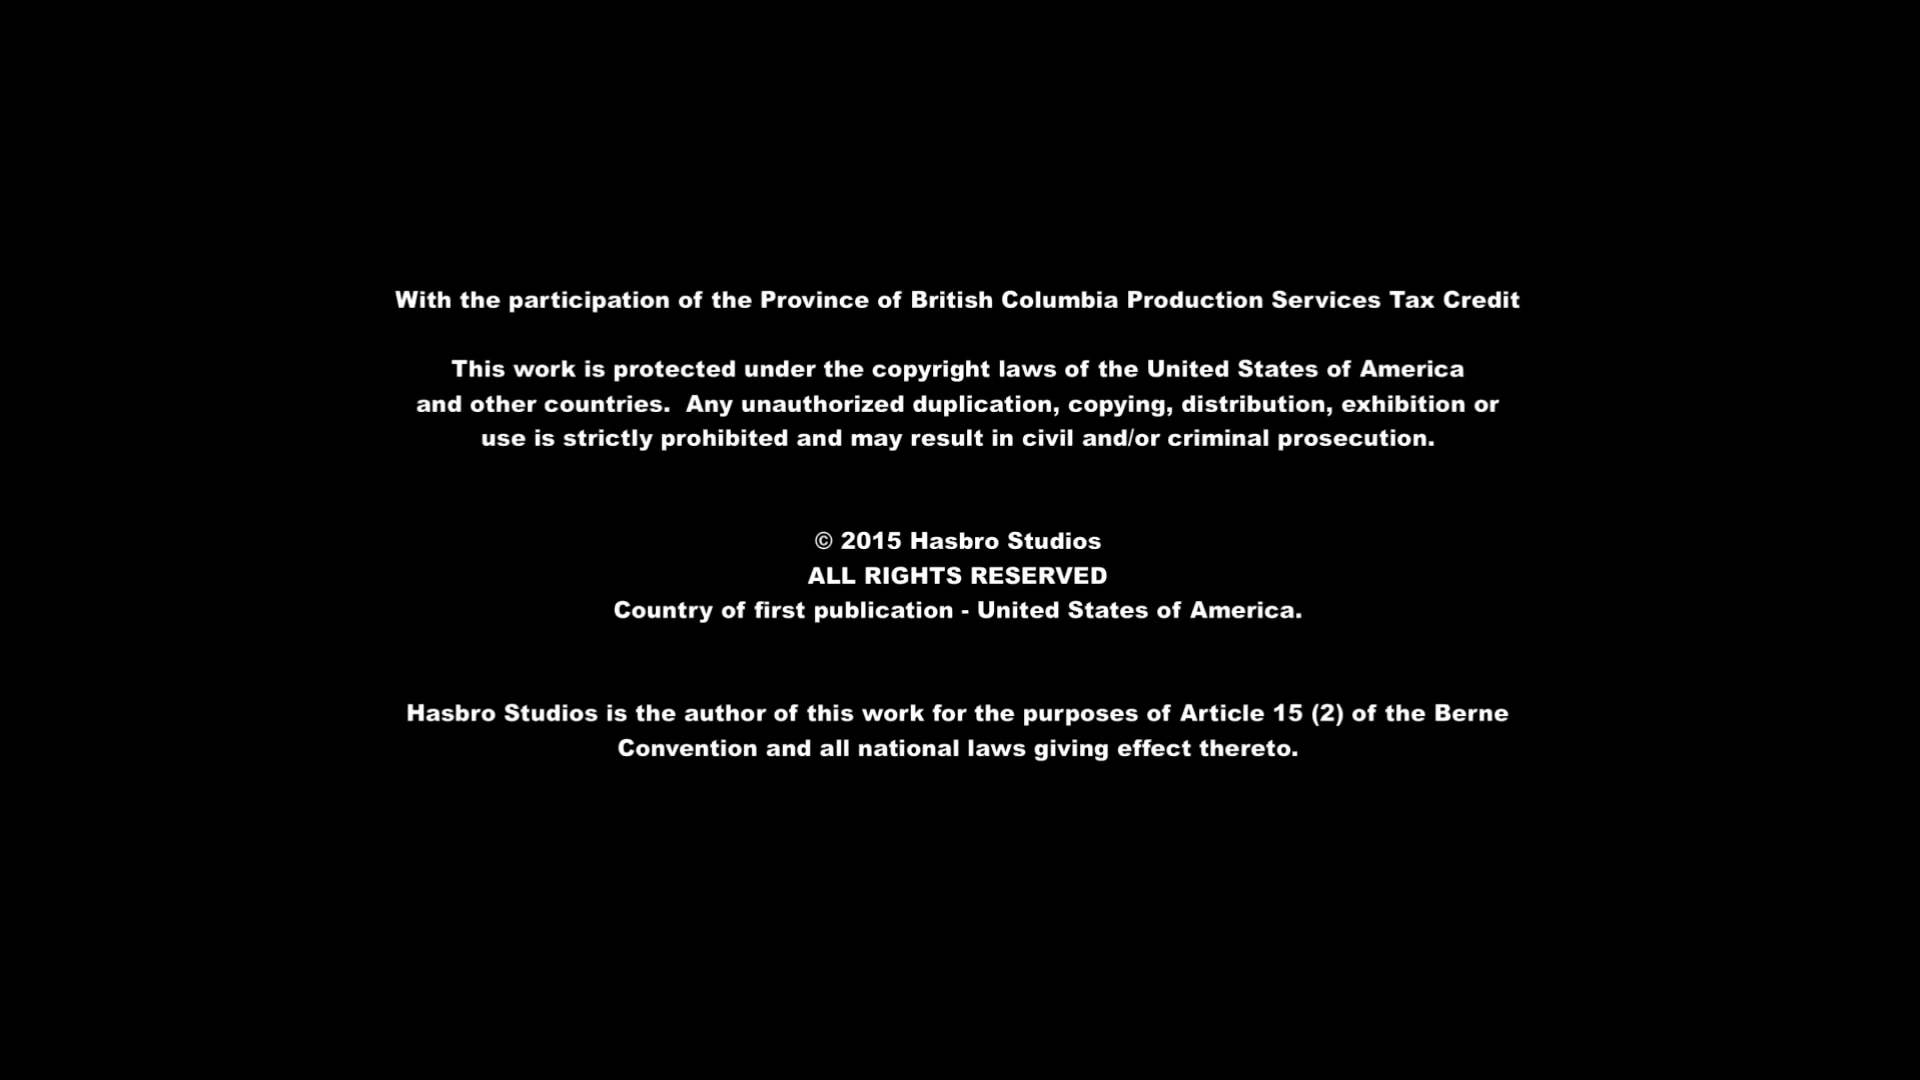 With the participation of the Province of British Columbia Production Services Tax Credit
This work is protected under the copyright laws of the United States of America
and other countries.  Any unauthorized duplication, copying, distribution, exhibition or
use is strictly prohibited and may result in civil and/or criminal prosecution.
© 2015 Hasbro Studios
ALL RIGHTS RESERVED
Country of first publication - United States of America.
Hasbro Studios is the author of this work for the purposes of Article 15 (2) of the Berne
Convention and all national laws giving effect thereto.